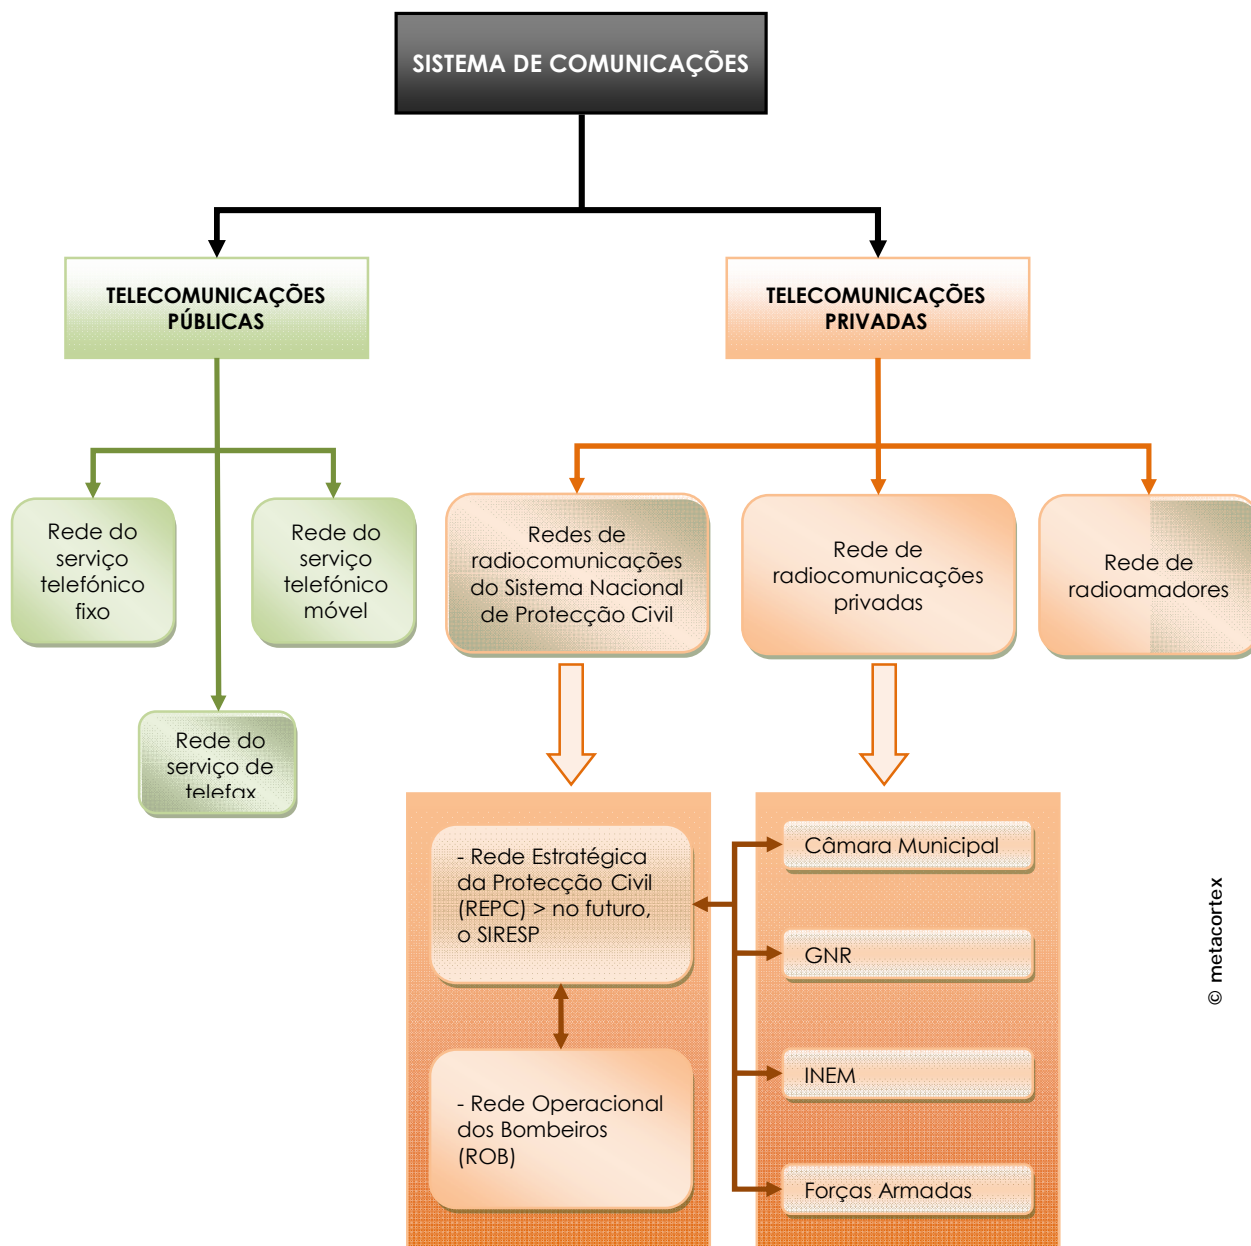 SISTEMA DE COMUNICAÇÕES
TELECOMUNICAÇÕES
PÚBLICAS
TELECOMUNICAÇÕES
PRIVADAS
Rede do
serviço
telefónico
fixo
Rede do
serviço
telefónico
móvel
Redes de
radiocomunicações
do Sistema Nacional
de Protecção Civil
Rede de
radiocomunicações
privadas
Rede de
radioamadores
Rede do
serviço de
telefax
- Rede Estratégica
da Protecção Civil
(REPC) > no futuro,
o SIRESP
- Rede Operacional
dos Bombeiros
(ROB)
Câmara Municipal
GNR
INEM
Forças Armadas
© metacortex